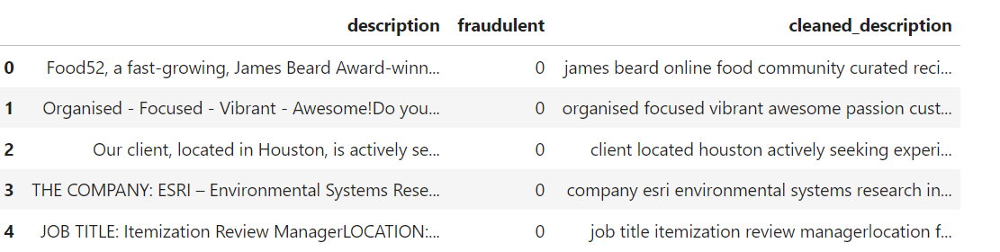 description fraudulent cleaned_description
0 Food52, a fast-growing, James Beard Award-winn... 0 james beard online food community curated reci...
1 Organised - Focused - Vibrant - Awesome!Do you... 0 organised focused vibrant awesome passion cust...
2 Our client, located in Houston, is actively se... 0 client located houston actively seeking experi...
3 THE COMPANY: ESRI – Environmental Systems Rese... 0 company esri environmental systems research in...
4 JOB TITLE: Itemization Review ManagerLOCATION:... 0 job title itemization review managerlocation f...